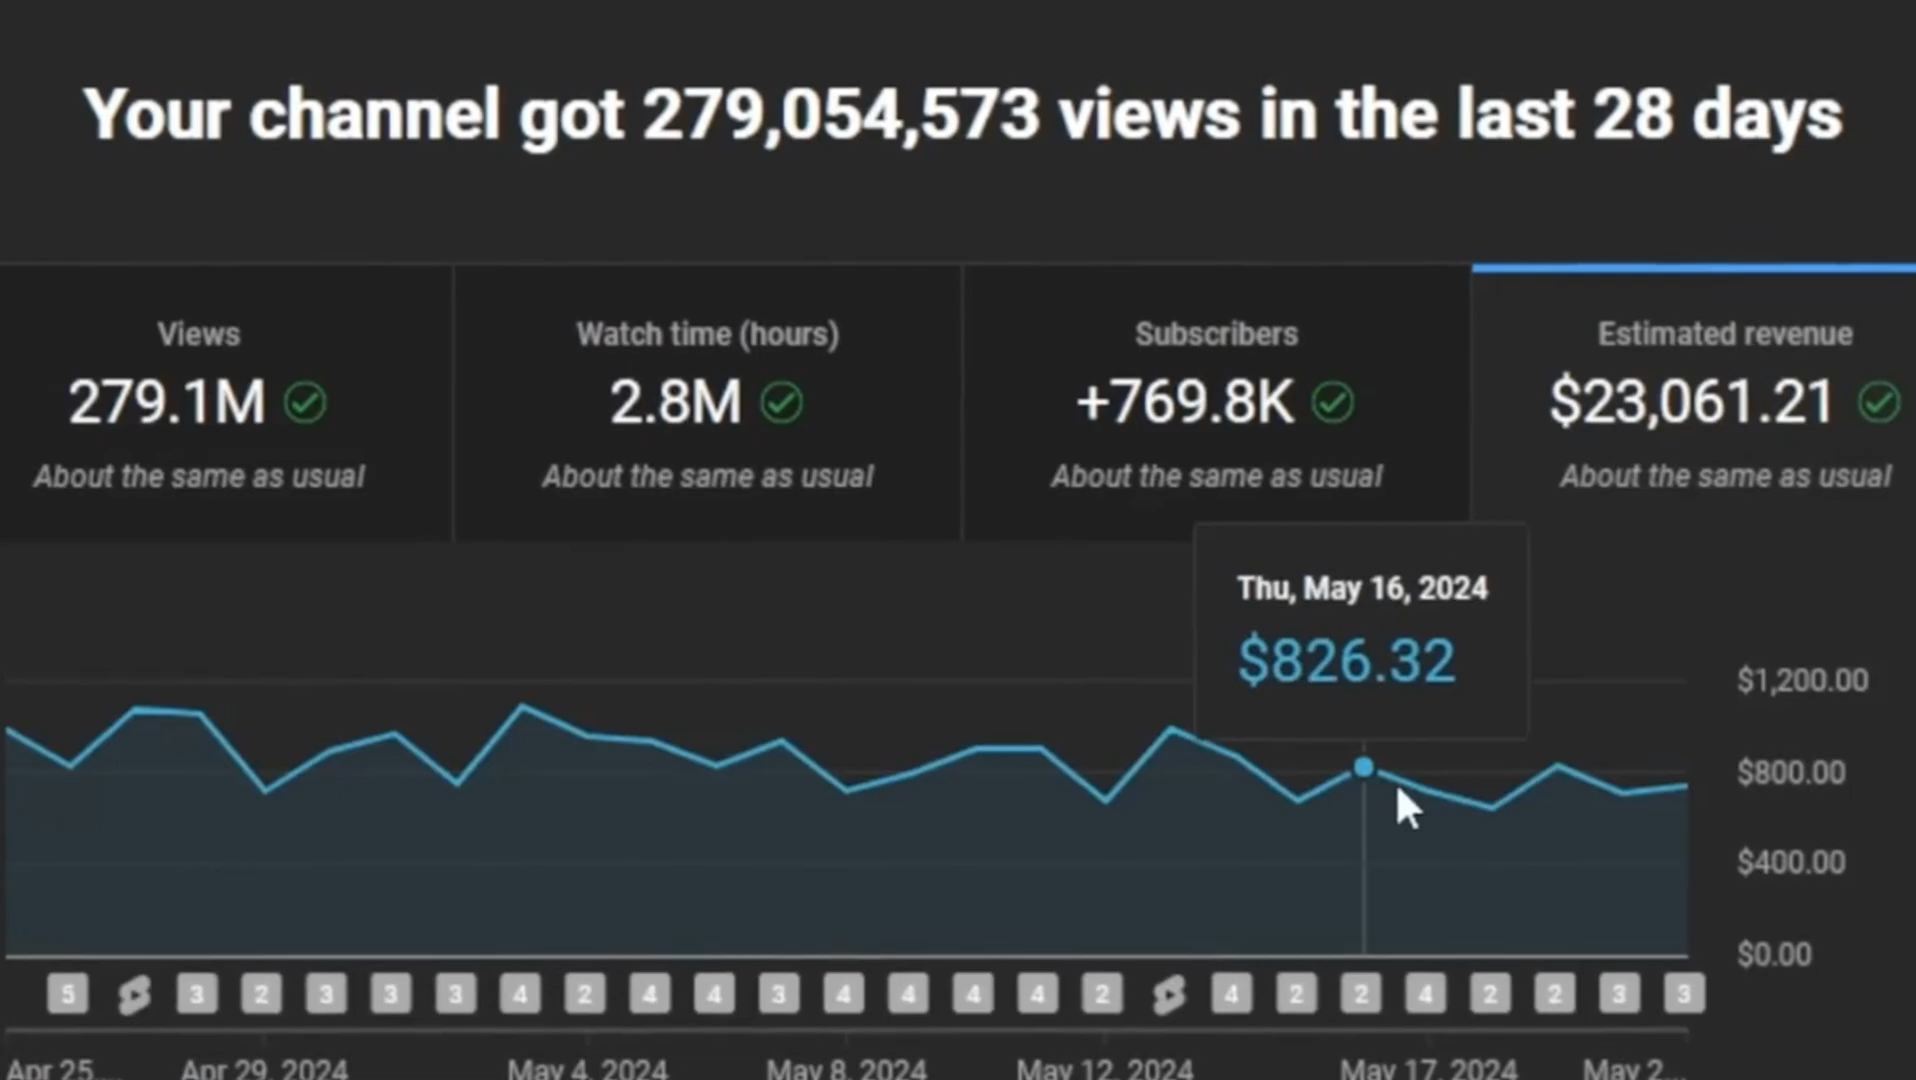 Your channel got 279,054,573 views in the last 28 days
Views
279.1M
About the same as usual
Watch time (hours)
2.8M
About the same as usual
Subscribers
+769.8K
About the same as usual
Estimated revenue
$23,061.21
About the same as usual
Thu, May 16, 2024
$826.32
$1,200.00
$800.00
$400.00
$0.00
5 3 2 3 3 3 4 2 4 4 3 4 4 4 4 2 4 2 2 4 2 2 3 3
Apr 25... Apr 29, 2024 May 4, 2024 May 8, 2024 May 12, 2024 May 17, 2024 May 2...